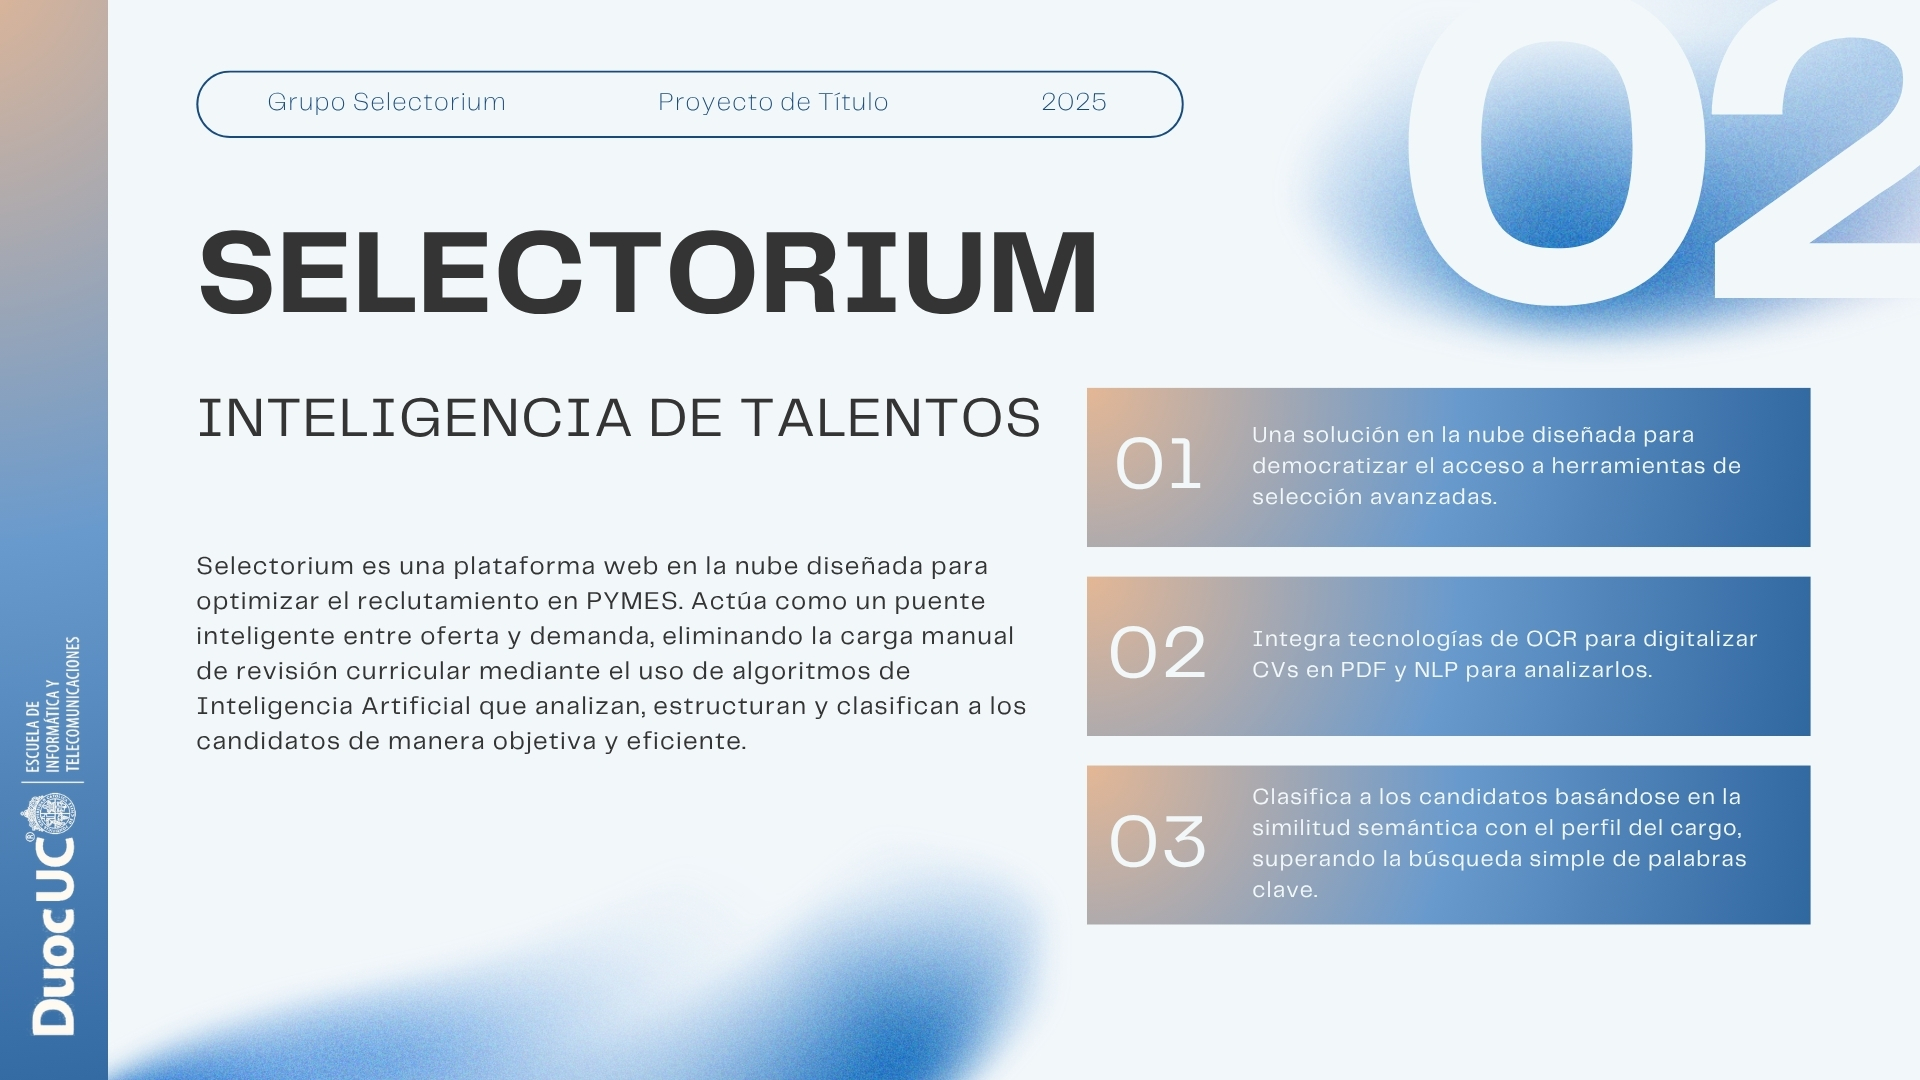 Grupo Selectorium Proyecto de Título 2025
02
SELECTORIUM
INTELIGENCIA DE TALENTOS
Selectorium es una plataforma web en la nube diseñada para
optimizar el reclutamiento en PYMES. Actúa como un puente
inteligente entre oferta y demanda, eliminando la carga manual
de revisión curricular mediante el uso de algoritmos de
Inteligencia Artificial que analizan, estructuran y clasifican a los
candidatos de manera objetiva y eficiente.
01
Una solución en la nube diseñada para
democratizar el acceso a herramientas de
selección avanzadas.
02
Integra tecnologías de OCR para digitalizar
CVs en PDF y NLP para analizarlos.
03
Clasifica a los candidatos basándose en la
similitud semántica con el perfil del cargo,
superando la búsqueda simple de palabras
clave.
DuocUC®
ESCUELA DE
INFORMÁTICA Y
TELECOMUNICACIONES